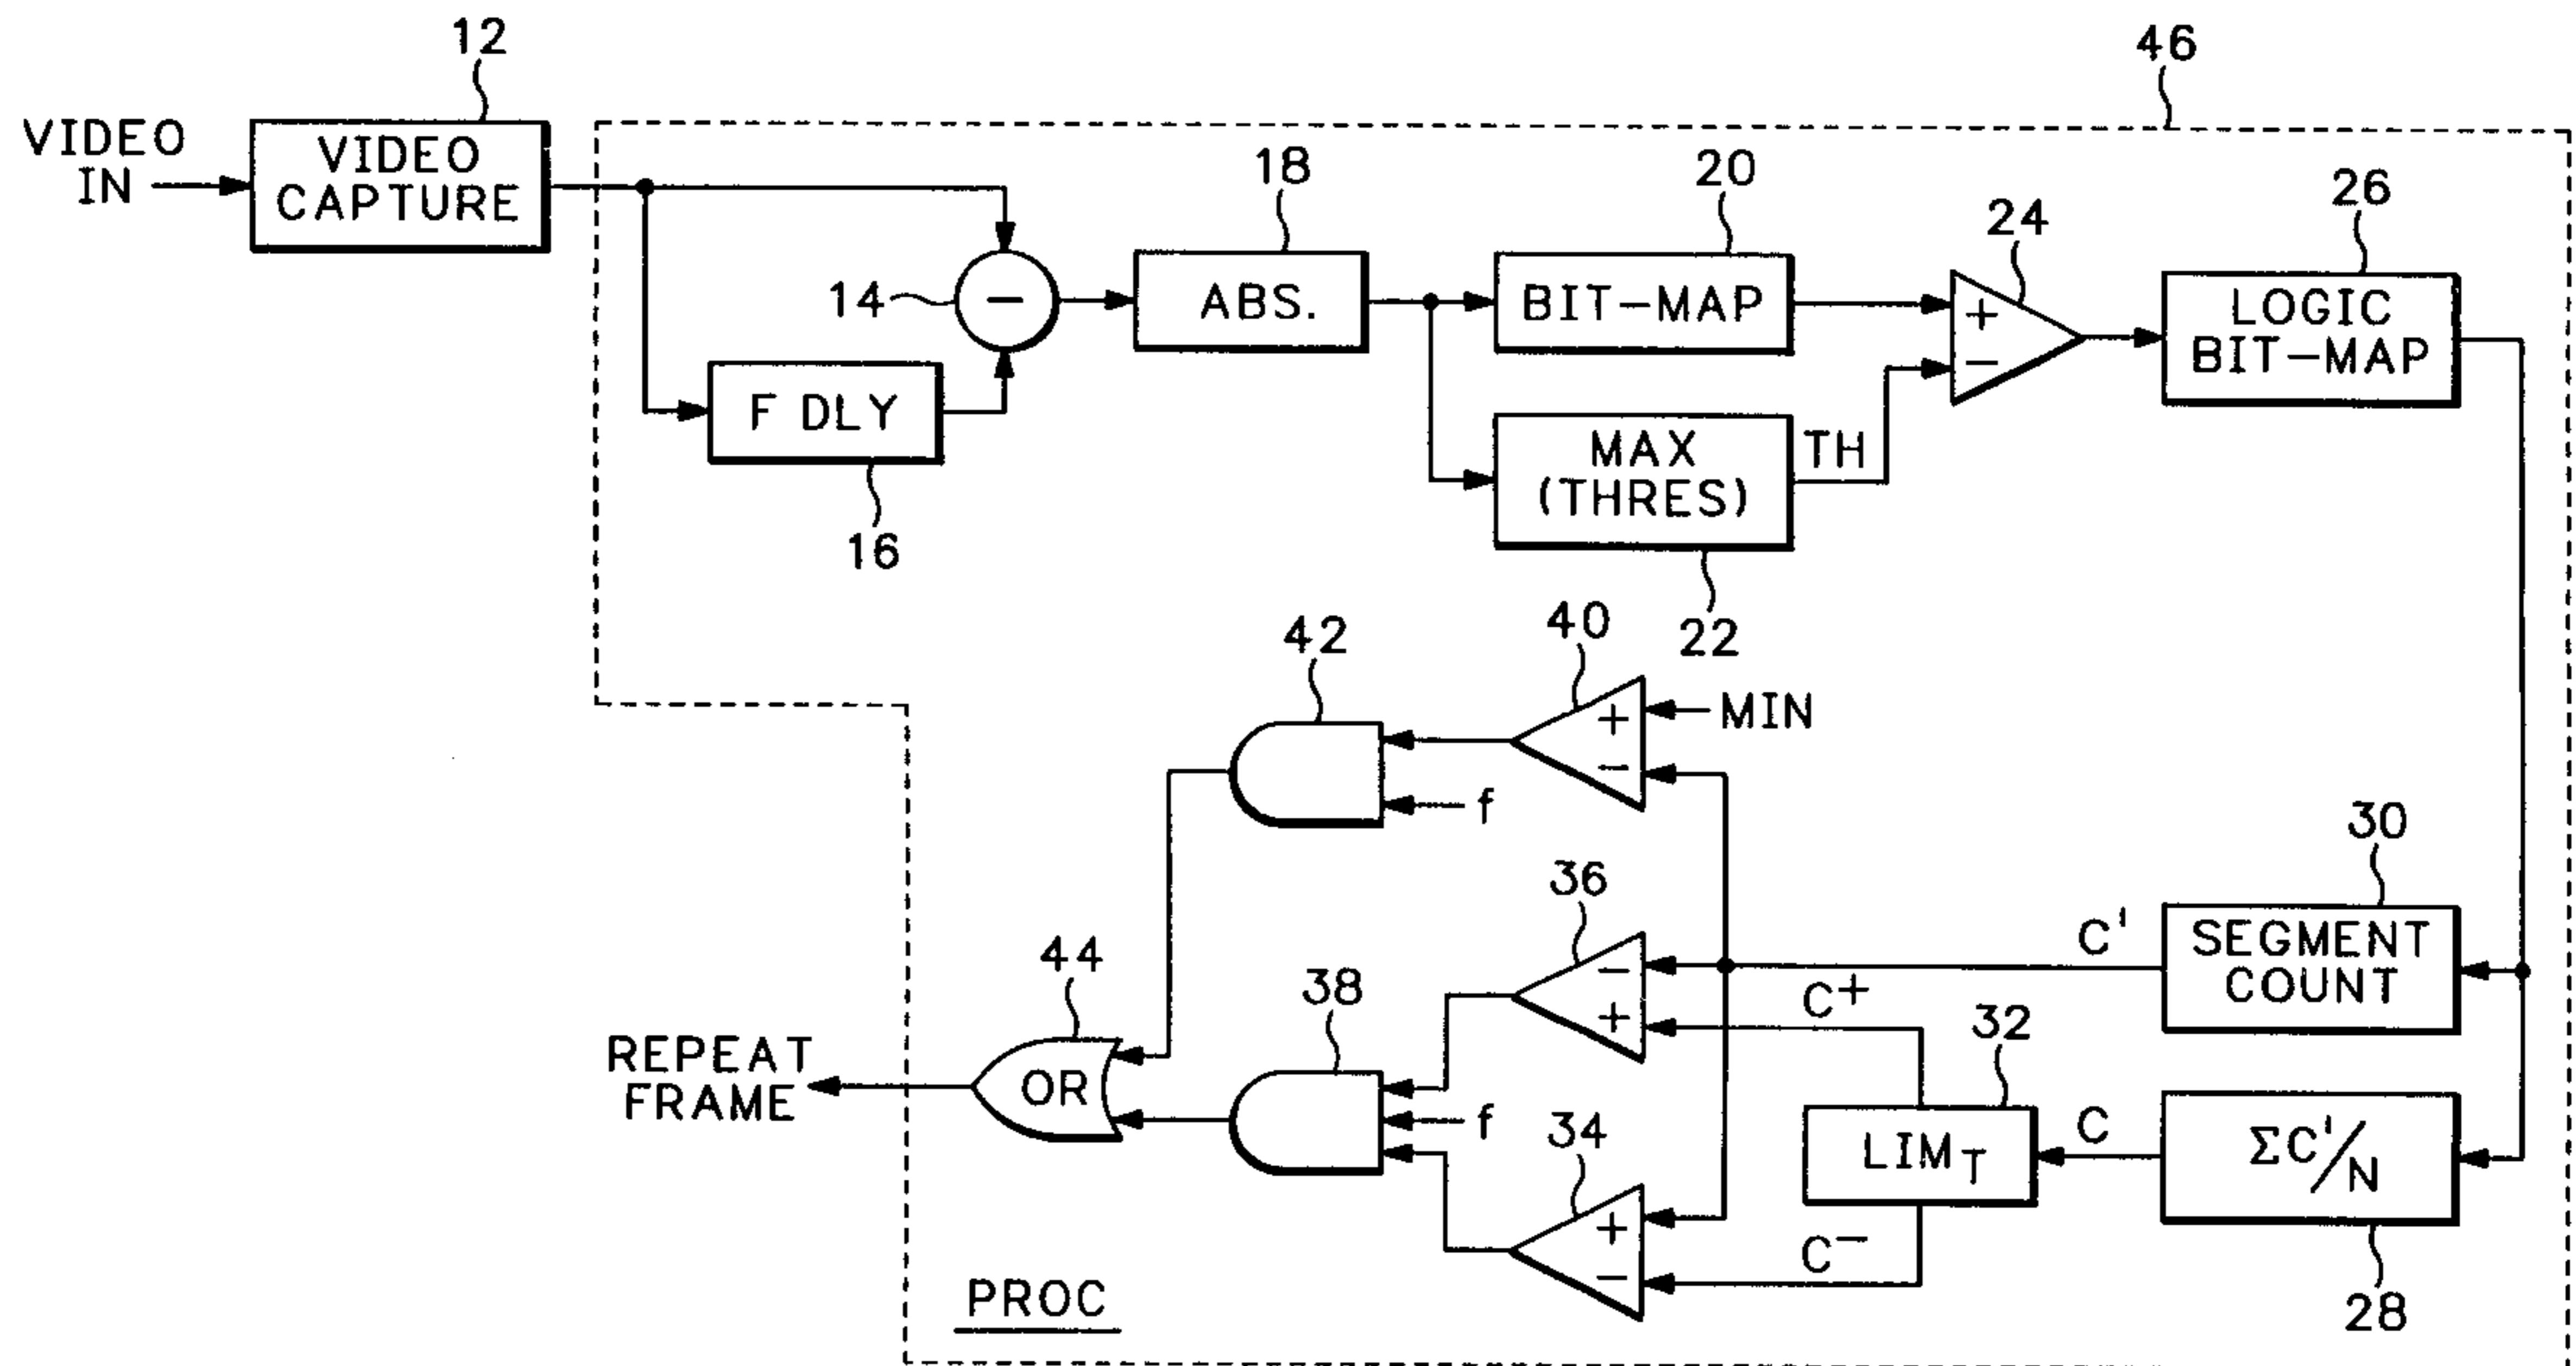 12
46
VIDEO
IN
VIDEO
CAPTURE
18
20
24
26
14
−
ABS.
BIT-MAP
+
−
LOGIC
BIT-MAP
F DLY
16
MAX
(THRES)
TH
22
42
40
+
−
MIN
f
30
36
−
+
C'
SEGMENT
COUNT
C+
44
38
32
REPEAT
FRAME
OR
f
34
LIMT
C
ΣC'/N
+
−
C−
28
PROC